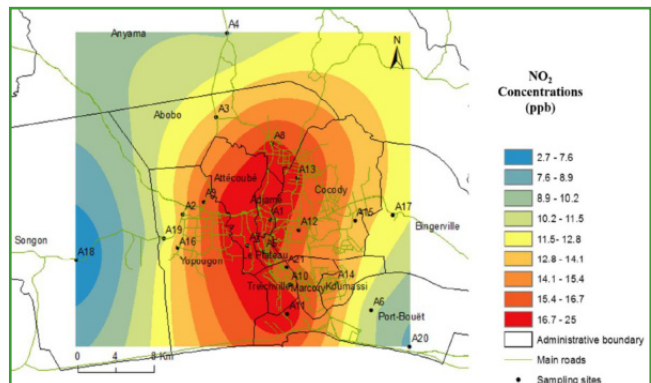 A4
Anyama
N
A3
Abobo
A8
A13
Attécoubé
A9
Adjamé
Cocody
A2
A1
A15
A17
A12
Bingerville
A19
A16
Songon
A18
Yopougon
Plateau
A21
A10
A14
Treichville
Marcory
Koumassi
A11
A6
Port-Bouët
A20
0 4 8 Km
NO2
Concentrations
(ppb)
2.7 - 7.6
7.6 - 8.9
8.9 - 10.2
10.2 - 11.5
11.5- 12.8
12.8 - 14.1
14.1 - 15.4
15.4 - 16.7
16.7 - 25
Administrative boundary
Main roads
Sampling sites